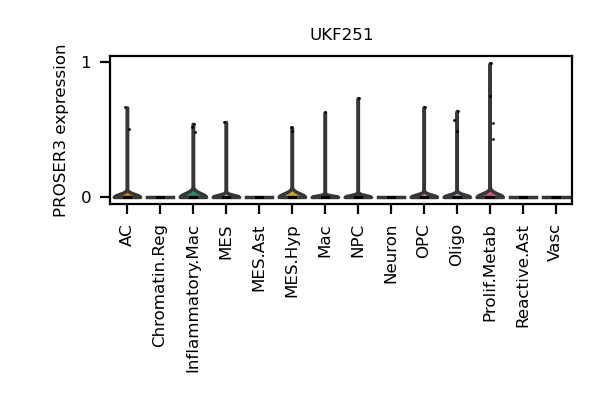 UKF251
PROSER3 expression
1
0
AC
Chromatin.Reg
Inflammatory.Mac
MES
MES.Ast
MES.Hyp
Mac
NPC
Neuron
OPC
Oligo
Prolif.Metab
Reactive.Ast
Vasc